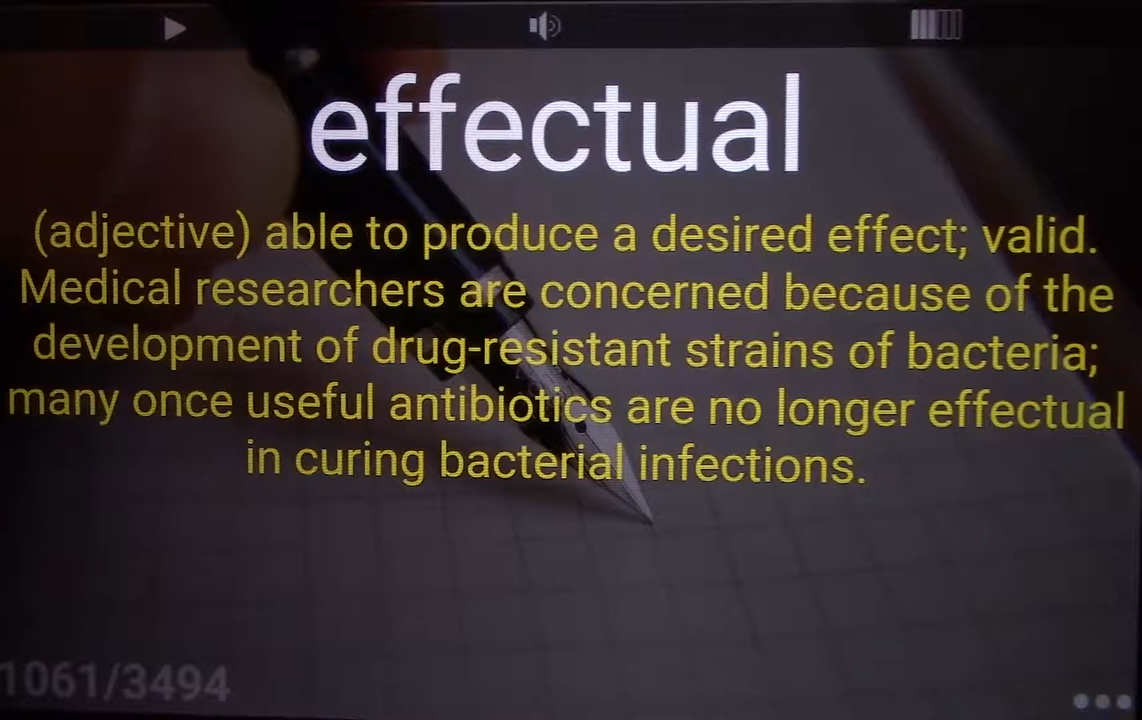 effectual
(adjective) able to produce a desired effect; valid.
Medical researchers are concerned because of the
development of drug-resistant strains of bacteria;
many once useful antibiotics are no longer effectual
in curing bacterial infections.
1061/3494